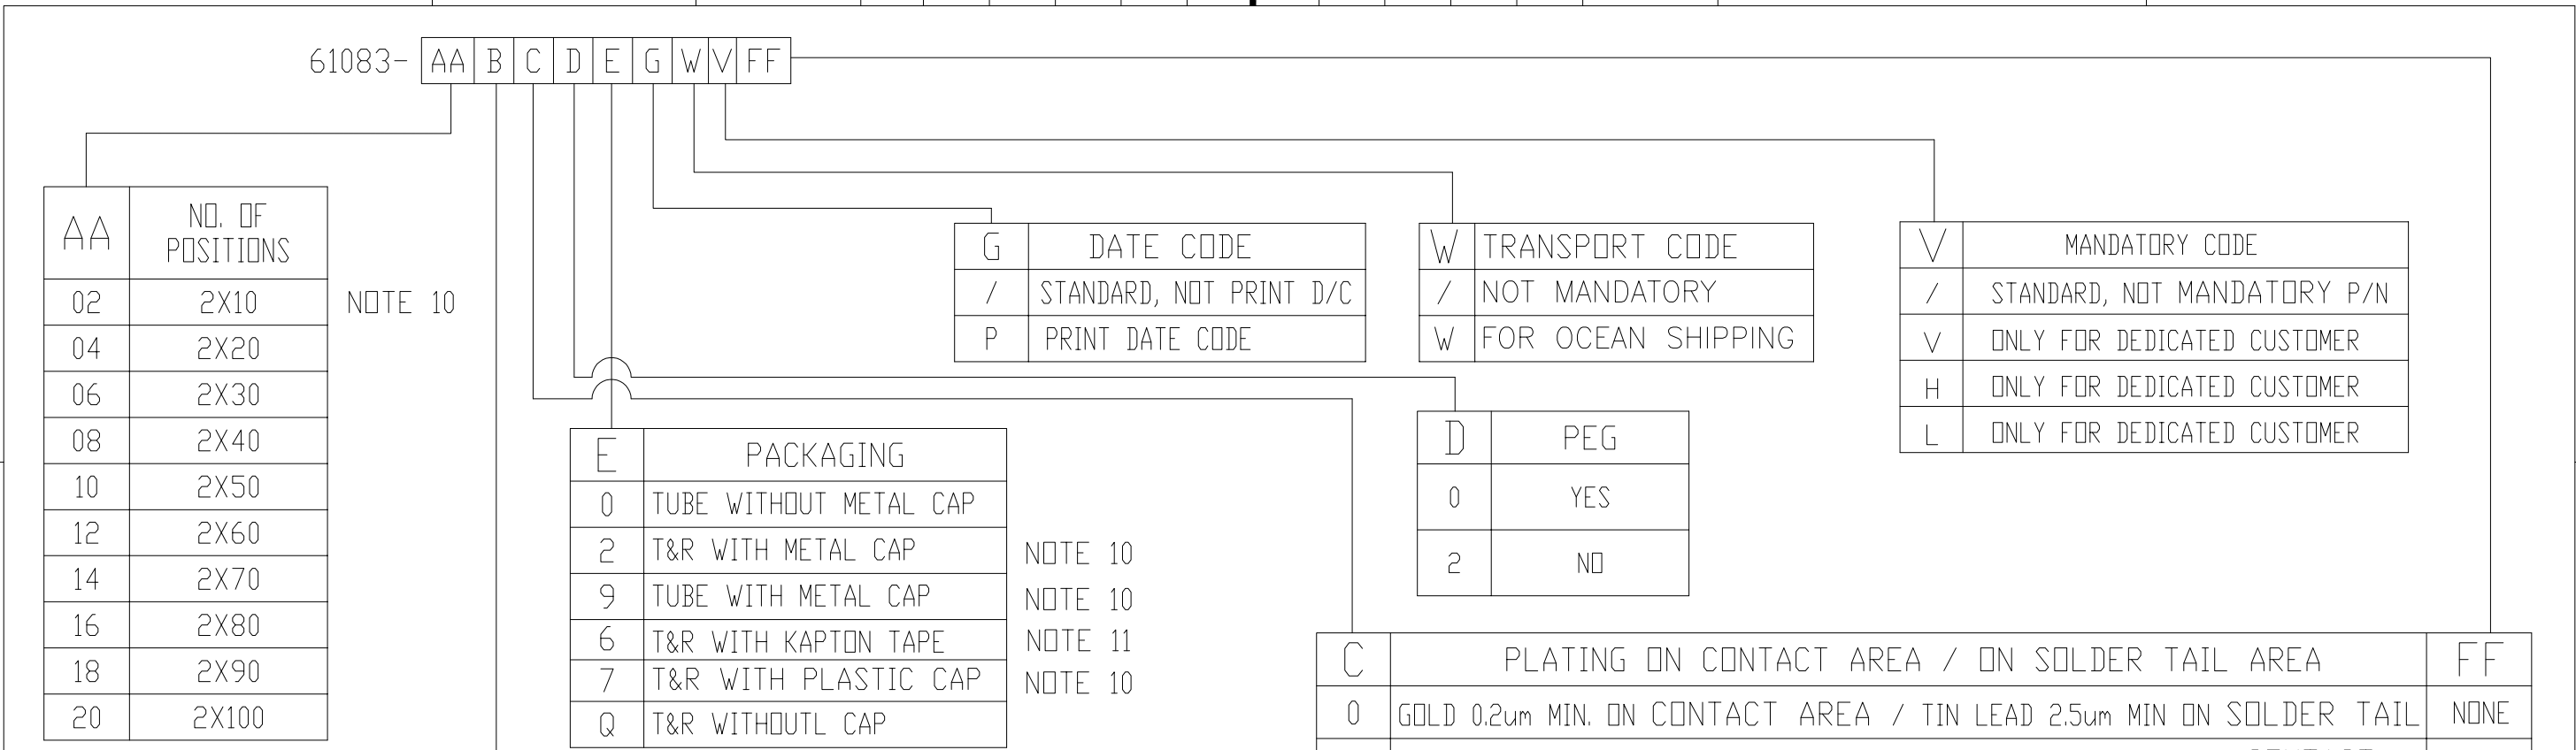 61083- AA B C D E G W V FF
AA NO. OF POSITIONS
02 2X10 NOTE 10
04 2X20
06 2X30
08 2X40
10 2X50
12 2X60
14 2X70
16 2X80
18 2X90
20 2X100
G DATE CODE
/ STANDARD, NOT PRINT D/C
P PRINT DATE CODE
W TRANSPORT CODE
/ NOT MANDATORY
W FOR OCEAN SHIPPING
V MANDATORY CODE
/ STANDARD, NOT MANDATORY P/N
V ONLY FOR DEDICATED CUSTOMER
H ONLY FOR DEDICATED CUSTOMER
L ONLY FOR DEDICATED CUSTOMER
E PACKAGING
0 TUBE WITHOUT METAL CAP
2 T&R WITH METAL CAP NOTE 10
9 TUBE WITH METAL CAP NOTE 10
6 T&R WITH KAPTON TAPE NOTE 11
7 T&R WITH PLASTIC CAP NOTE 10
Q T&R WITHOUTL CAP
D PEG
0 YES
2 NO
C PLATING ON CONTACT AREA / ON SOLDER TAIL AREA FF
0 GOLD 0.2um MIN. ON CONTACT AREA / TIN LEAD 2.5um MIN ON SOLDER TAIL NONE